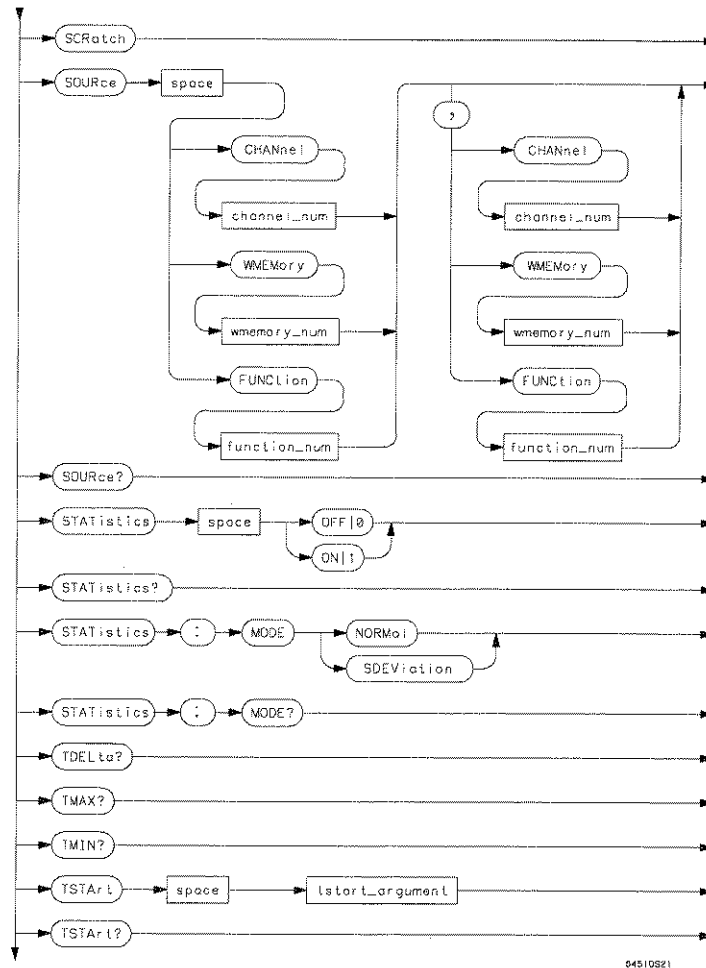 SCRatch
SOURce space
,
CHANnel CHANnel
channel_num channel_num
WMEMory WMEMory
wmemory_num wmemory_num
FUNCtion FUNCtion
function_num function_num
SOURce?
STATistics space OFF|0
ON|1
STATistics?
STATistics : MODE NORMal
SDEViation
STATistics : MODE?
TDELta?
TMAX?
TMIN?
TSTArt space tstart_argument
TSTArt?
54510S21